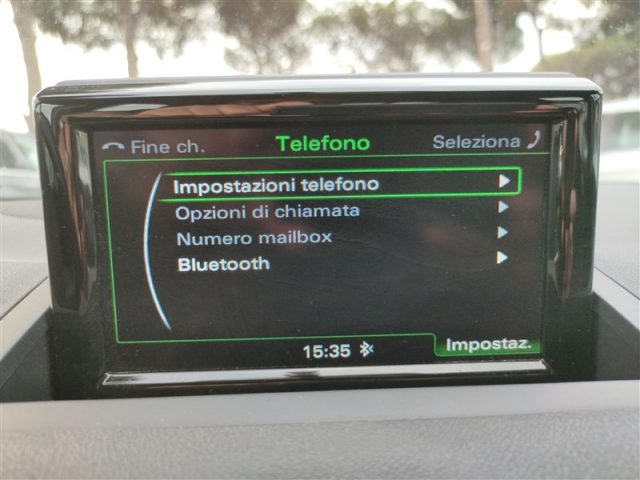 Fine ch. Telefono Seleziona
Impostazioni telefono
Opzioni di chiamata
Numero mailbox
Bluetooth
15:35 Impostaz.